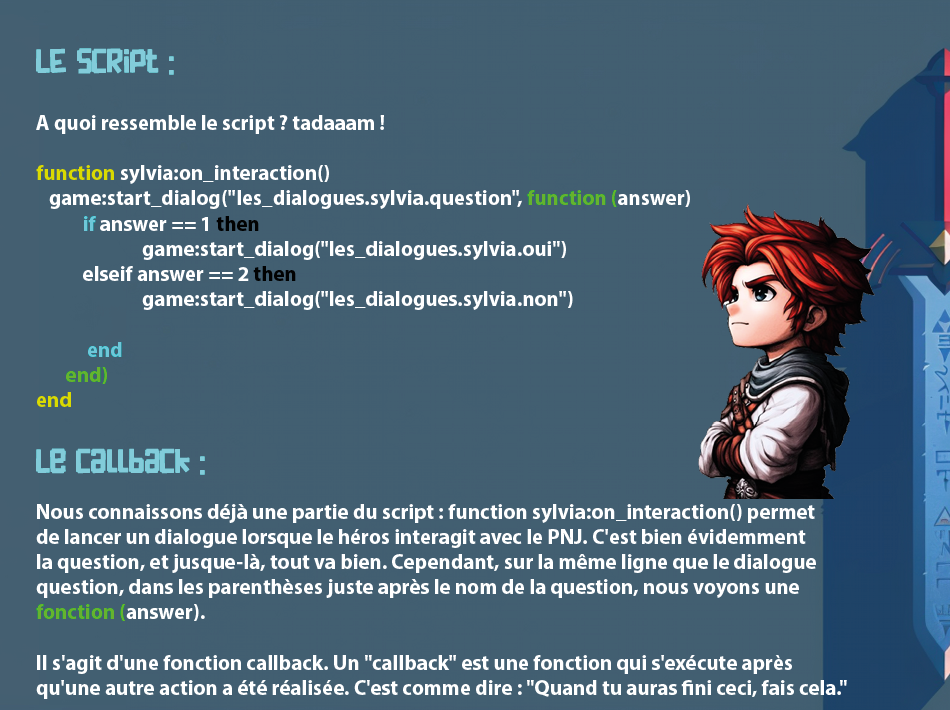 Le Script :
A quoi ressemble le script ? tadaaam !
function sylvia:on_interaction()
game:start_dialog("les_dialogues.sylvia.question", function (answer)
if answer == 1 then
game:start_dialog("les_dialogues.sylvia.oui")
elseif answer == 2 then
game:start_dialog("les_dialogues.sylvia.non")
end
end)
end
Le Callback :
Nous connaissons déjà une partie du script : function sylvia:on_interaction() permet
de lancer un dialogue lorsque le héros interagit avec le PNJ. C'est bien évidemment
la question, et jusque-là, tout va bien. Cependant, sur la même ligne que le dialogue
question, dans les parenthèses juste après le nom de la question, nous voyons une
fonction (answer).
Il s'agit d'une fonction callback. Un "callback" est une fonction qui s'exécute après
qu'une autre action a été réalisée. C'est comme dire : "Quand tu auras fini ceci, fais cela."